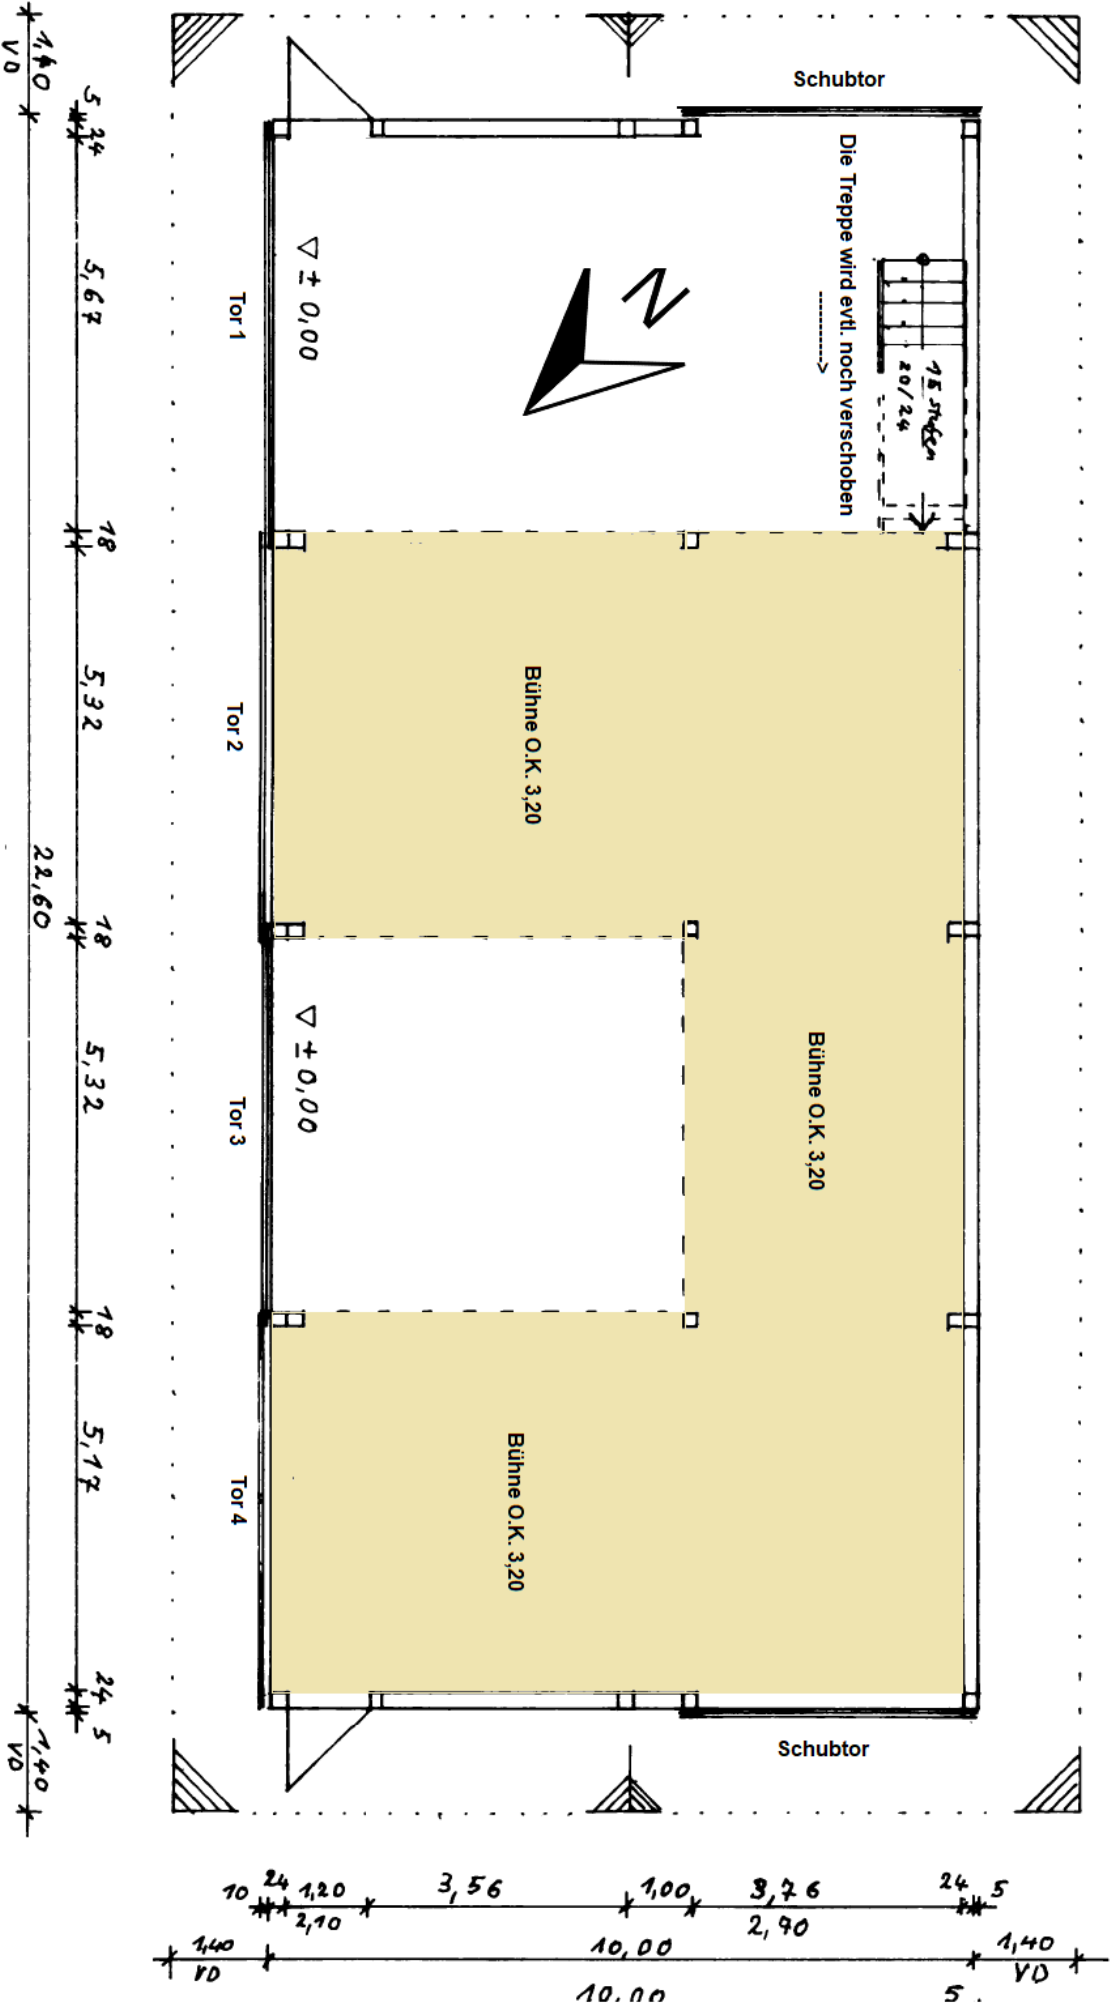 Schubtor
1,40
VD
5
24
5,67
18
5,32
18
5,32
18
5,17
24
5
1,40
VD
22,60
Tor 1
Tor 2
Tor 3
Tor 4
▽ ± 0,00
N
Die Treppe wird evtl. noch verschoben
---------->
15 Stufen
20/24
Bühne O.K. 3,20
Bühne O.K. 3,20
▽ ± 0,00
Bühne O.K. 3,20
Schubtor
10 24 1,20 3,56 1,00 3,76 24 5
2,10 2,90
1,40 10,00 1,40
VD VD
10,00 5